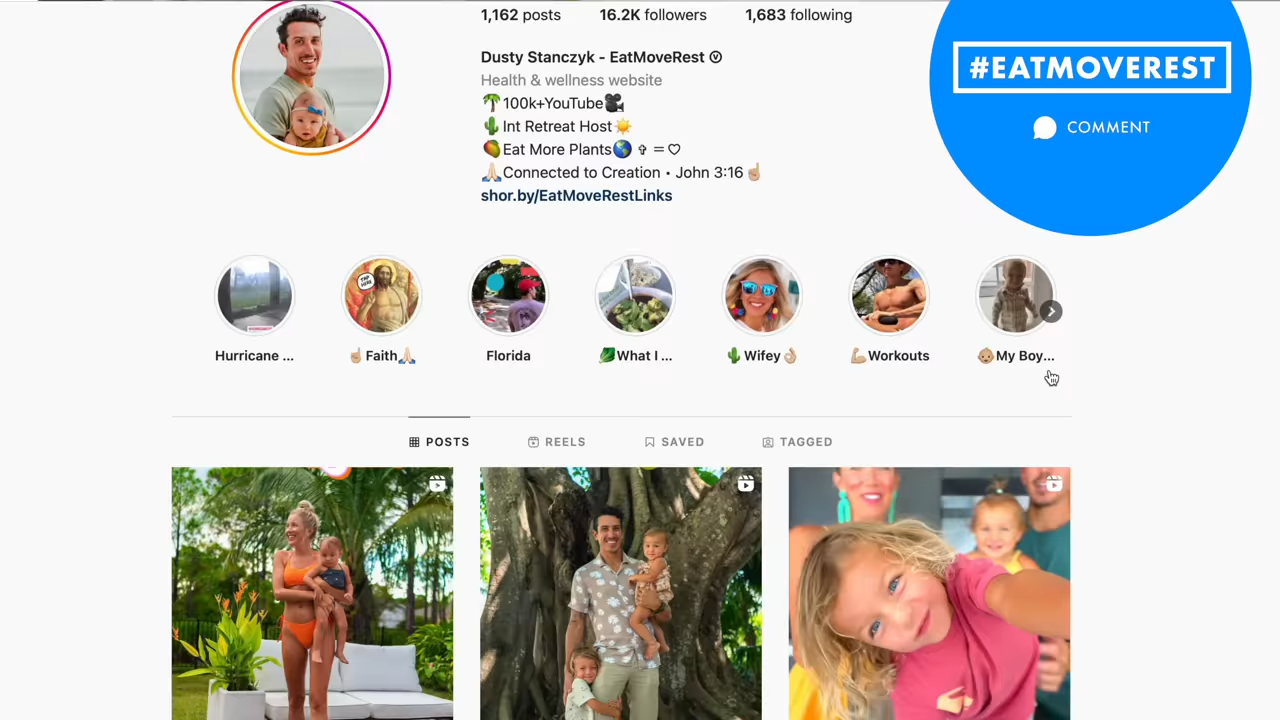 1,162 posts 16.2K followers 1,683 following
#EATMOVEREST
COMMENT
Dusty Stanczyk - EatMoveRest Ⓥ
Health & wellness website
🌴100k+YouTube🎥
🌵Int Retreat Host☀️
🥭Eat More Plants🌎✞=♡
🙏🏼Connected to Creation • John 3:16☝🏼
shor.by/EatMoveRestLinks
TAP HERE
Hurricane ... ☝🏼Faith🙏🏼 Florida 🥬What I ... 🌵Wifey👌🏼 💪🏼Workouts 👶🏼My Boy...
POSTS REELS SAVED TAGGED